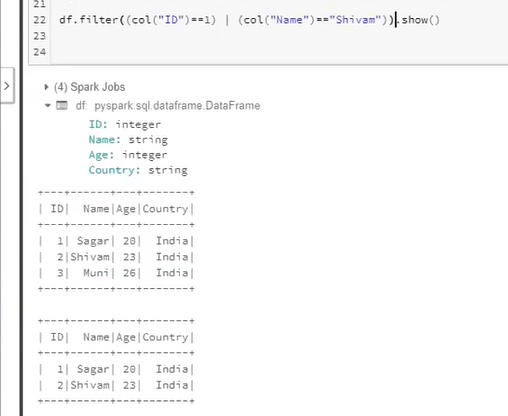 21
22 df.filter((col("ID")==1) | (col("Name")=="Shivam")).show()
23
24
(4) Spark Jobs
df: pyspark.sql.dataframe.DataFrame
ID: integer
Name: string
Age: integer
Country: string
+---+------+---+-------+
| ID|  Name|Age|Country|
+---+------+---+-------+
|  1| Sagar| 20|  India|
|  2|Shivam| 23|  India|
|  3|  Muni| 26|  India|
+---+------+---+-------+
+---+------+---+-------+
| ID|  Name|Age|Country|
+---+------+---+-------+
|  1| Sagar| 20|  India|
|  2|Shivam| 23|  India|
+---+------+---+-------+